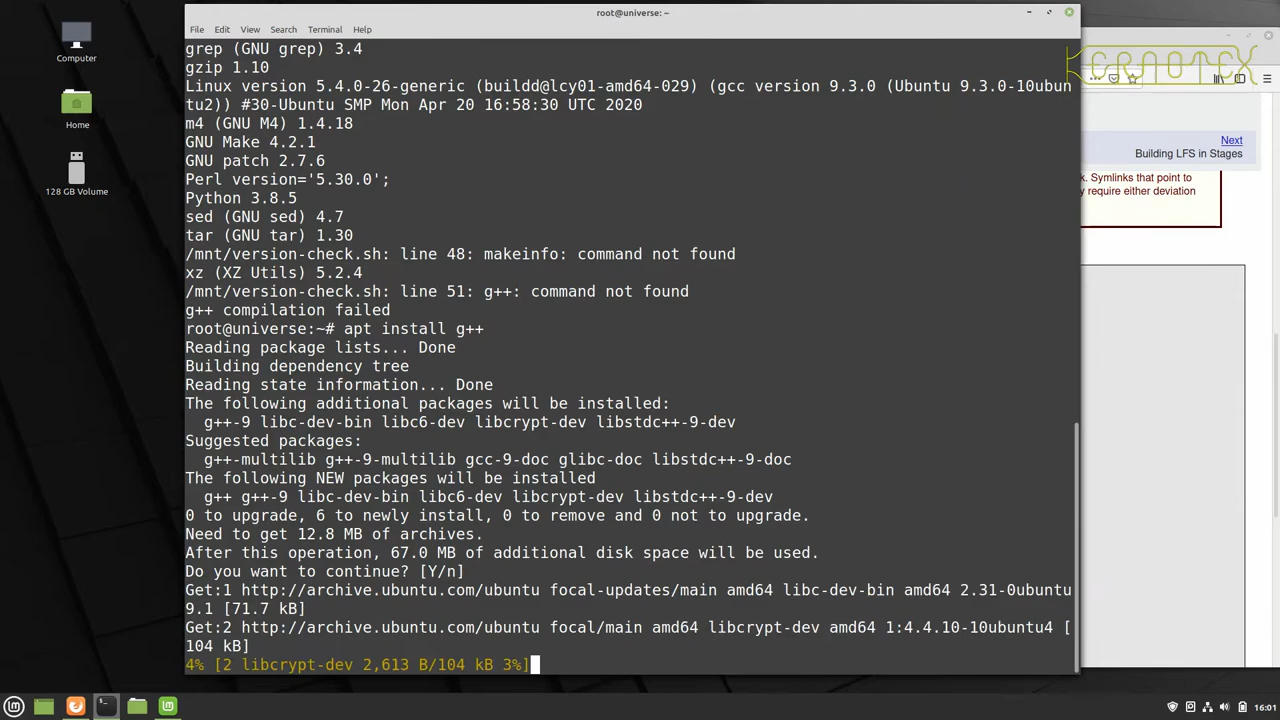 root@universe: ~
File Edit View Search Terminal Help
Computer
Home
128 GB Volume
grep (GNU grep) 3.4
gzip 1.10
Linux version 5.4.0-26-generic (buildd@lcy01-amd64-029) (gcc version 9.3.0 (Ubuntu 9.3.0-10ubun
tu2)) #30-Ubuntu SMP Mon Apr 20 16:58:30 UTC 2020
m4 (GNU M4) 1.4.18
GNU Make 4.2.1
GNU patch 2.7.6
Perl version='5.30.0';
Python 3.8.5
sed (GNU sed) 4.7
tar (GNU tar) 1.30
/mnt/version-check.sh: line 48: makeinfo: command not found
xz (XZ Utils) 5.2.4
/mnt/version-check.sh: line 51: g++: command not found
g++ compilation failed
root@universe:~# apt install g++
Reading package lists... Done
Building dependency tree
Reading state information... Done
The following additional packages will be installed:
g++-9 libc-dev-bin libc6-dev libcrypt-dev libstdc++-9-dev
Suggested packages:
g++-multilib g++-9-multilib gcc-9-doc glibc-doc libstdc++-9-doc
The following NEW packages will be installed
g++ g++-9 libc-dev-bin libc6-dev libcrypt-dev libstdc++-9-dev
0 to upgrade, 6 to newly install, 0 to remove and 0 not to upgrade.
Need to get 12.8 MB of archives.
After this operation, 67.0 MB of additional disk space will be used.
Do you want to continue? [Y/n]
Get:1 http://archive.ubuntu.com/ubuntu focal-updates/main amd64 libc-dev-bin amd64 2.31-0ubuntu
9.1 [71.7 kB]
Get:2 http://archive.ubuntu.com/ubuntu focal/main amd64 libcrypt-dev amd64 1:4.4.10-10ubuntu4 [
104 kB]
4% [2 libcrypt-dev 2,613 B/104 kB 3%]
Next
Building LFS in Stages
k. Symlinks that point to
y require either deviation
16:01